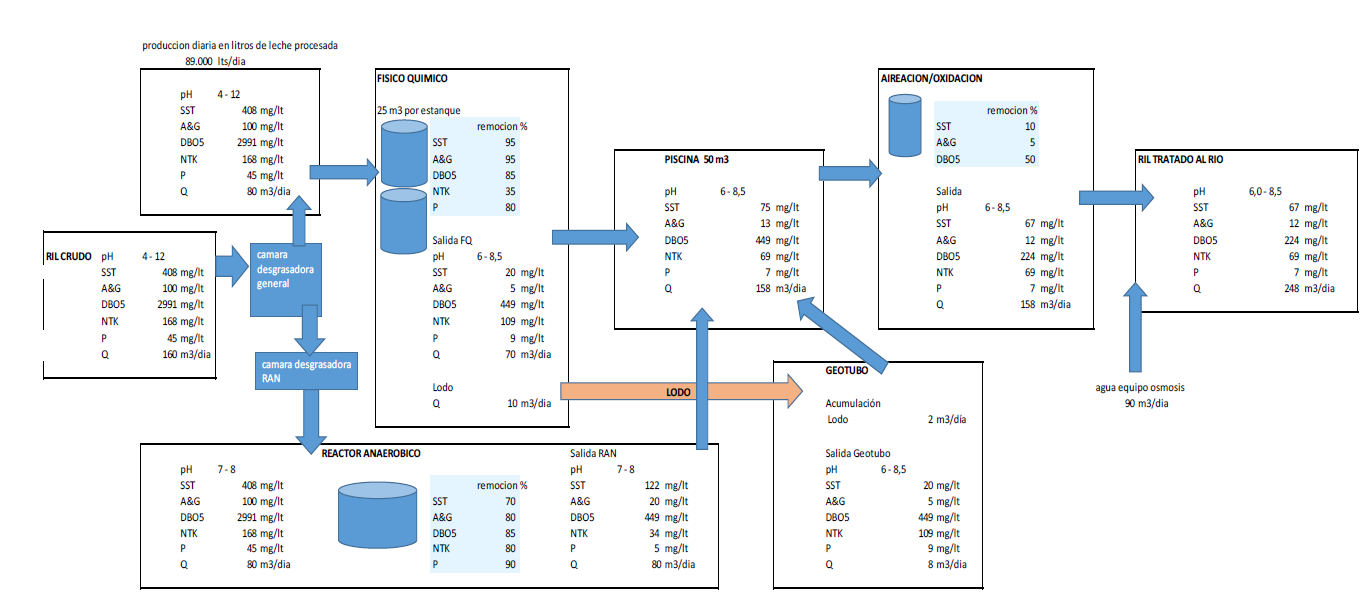 produccion diaria en litros de leche procesada
89.000 lts/dia
pH 4 - 12
SST 408 mg/lt
A&G 100 mg/lt
DBO5 2991 mg/lt
NTK 168 mg/lt
P 45 mg/lt
Q 80 m3/dia
RIL CRUDO pH 4 - 12
SST 408 mg/lt
A&G 100 mg/lt
DBO5 2991 mg/lt
NTK 168 mg/lt
P 45 mg/lt
Q 160 m3/dia
camara
desgrasadora
general
camara desgrasadora
RAN
FISICO QUIMICO
25 m3 por estanque
remocion %
SST 95
A&G 95
DBO5 85
NTK 35
P 80
Salida FQ
pH 6 - 8,5
SST 20 mg/lt
A&G 5 mg/lt
DBO5 449 mg/lt
NTK 109 mg/lt
P 9 mg/lt
Q 70 m3/dia
Lodo
Q 10 m3/dia
LODO
REACTOR ANAEROBICO
pH 7 - 8
SST 408 mg/lt
A&G 100 mg/lt
DBO5 2991 mg/lt
NTK 168 mg/lt
P 45 mg/lt
Q 80 m3/dia
remocion %
SST 70
A&G 80
DBO5 85
NTK 80
P 90
Salida RAN
pH 7 - 8
SST 122 mg/lt
A&G 20 mg/lt
DBO5 449 mg/lt
NTK 34 mg/lt
P 5 mg/lt
Q 80 m3/dia
PISCINA 50 m3
pH 6 - 8,5
SST 75 mg/lt
A&G 13 mg/lt
DBO5 449 mg/lt
NTK 69 mg/lt
P 7 mg/lt
Q 158 m3/dia
GEOTUBO
Acumulación
Lodo 2 m3/día
Salida Geotubo
pH 6 - 8,5
SST 20 mg/lt
A&G 5 mg/lt
DBO5 449 mg/lt
NTK 109 mg/lt
P 9 mg/lt
Q 8 m3/dia
AIREACION/OXIDACION
remocion %
SST 10
A&G 5
DBO5 50
Salida
pH 6 - 8,5
SST 67 mg/lt
A&G 12 mg/lt
DBO5 224 mg/lt
NTK 69 mg/lt
P 7 mg/lt
Q 158 m3/dia
RIL TRATADO AL RIO
pH 6,0 - 8,5
SST 67 mg/lt
A&G 12 mg/lt
DBO5 224 mg/lt
NTK 69 mg/lt
P 7 mg/lt
Q 248 m3/dia
agua equipo osmosis
90 m3/dia